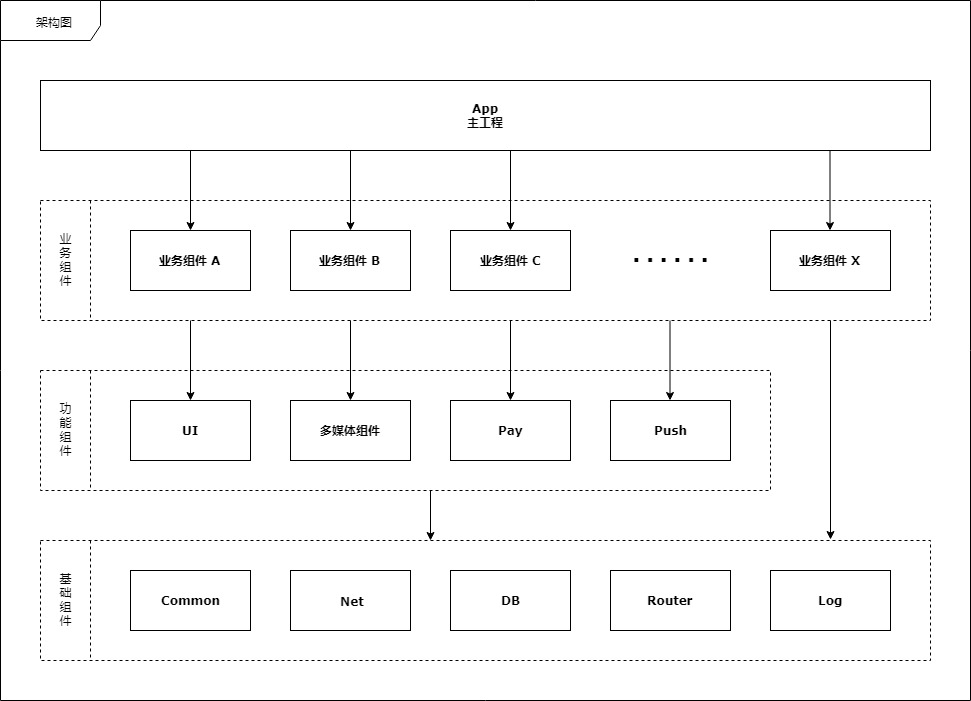 架构图
App
主工程
业务组件
业务组件 A
业务组件 B
业务组件 C
······
业务组件 X
功能组件
UI
多媒体组件
Pay
Push
基础组件
Common
Net
DB
Router
Log